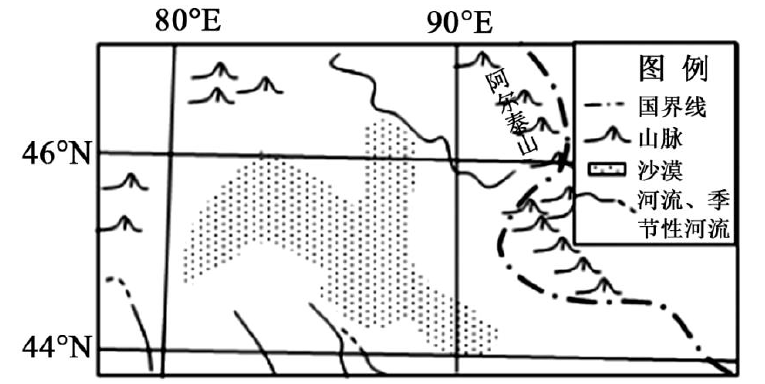 80°E
90°E
46°N
44°N
阿尔泰山
图 例
国界线
山脉
沙漠
河流、季
节性河流